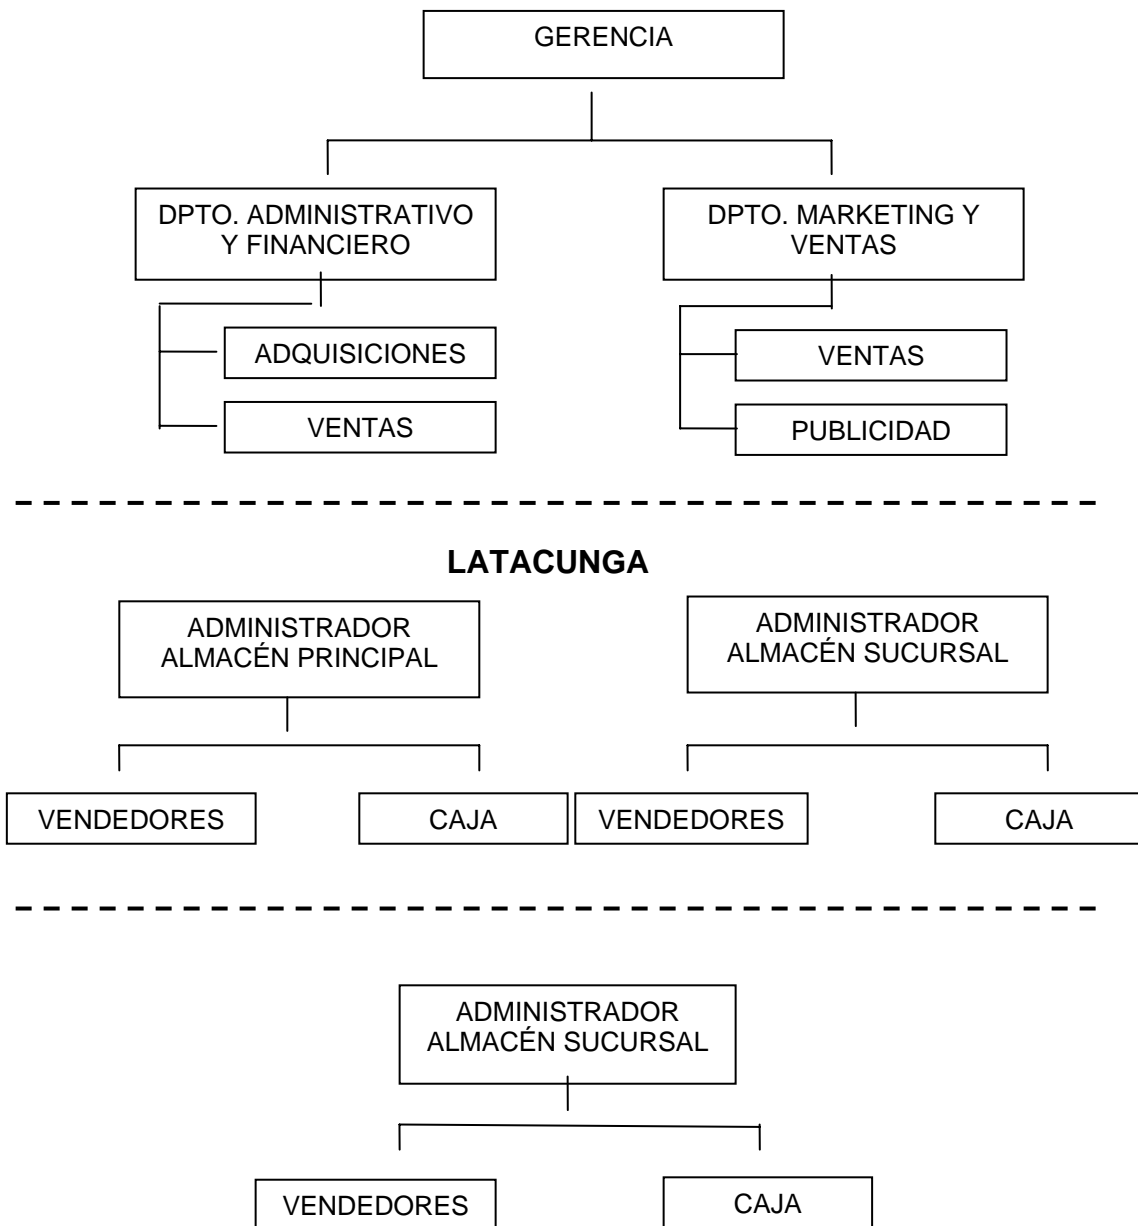 GERENCIA
DPTO. ADMINISTRATIVO
Y FINANCIERO
DPTO. MARKETING Y
VENTAS
ADQUISICIONES
VENTAS
VENTAS
PUBLICIDAD
LATACUNGA
ADMINISTRADOR
ALMACÉN PRINCIPAL
ADMINISTRADOR
ALMACÉN SUCURSAL
VENDEDORES
CAJA
VENDEDORES
CAJA
ADMINISTRADOR
ALMACÉN SUCURSAL
VENDEDORES
CAJA